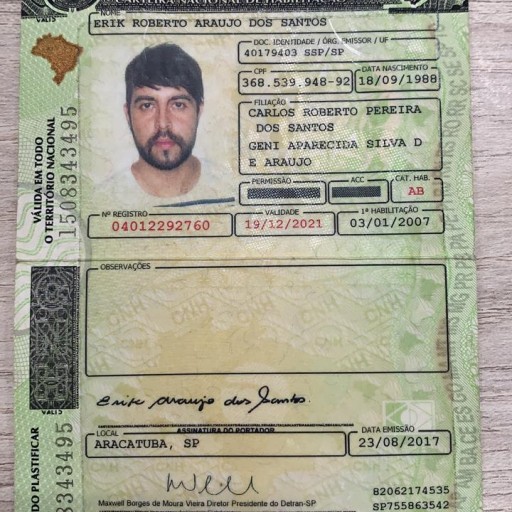 CARTEIRA NACIONAL DE HABILITAÇÃO
NOME
ERIK ROBERTO ARAUJO DOS SANTOS
DOC. IDENTIDADE / ÓRG. EMISSOR / UF
40179403 SSP/SP
CPF
368.539.948-92
DATA NASCIMENTO
18/09/1988
FILIAÇÃO
CARLOS ROBERTO PEREIRA
DOS SANTOS
GENI APARECIDA SILVA D
E ARAUJO
PERMISSÃO
ACC
CAT. HAB.
AB
Nº REGISTRO
04012292760
VALIDADE
19/12/2021
1ª HABILITAÇÃO
03/01/2007
VÁLIDA EM TODO
O TERRITÓRIO NACIONAL
1508343495
OBSERVAÇÕES
CNH
Erik Araujo dos Santos
ASSINATURA DO PORTADOR
LOCAL
ARACATUBA, SP
DATA EMISSÃO
23/08/2017
Maxwell Borges de Moura Vieira Diretor Presidente do Detran-SP
82062174535
SP755863542
DO PLASTIFICAR
8343495